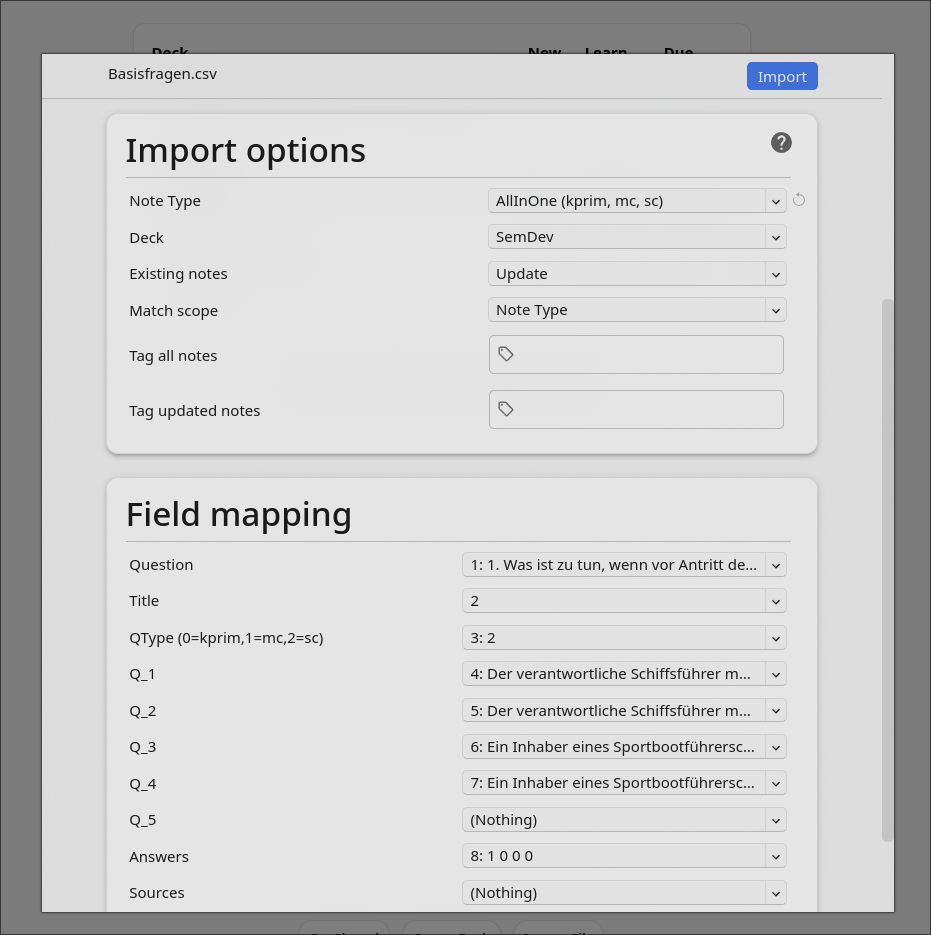 Deck New Learn Due
Basisfragen.csv Import
Import options ?
Note Type AllInOne (kprim, mc, sc)
Deck SemDev
Existing notes Update
Match scope Note Type
Tag all notes
Tag updated notes
Field mapping
Question 1: 1. Was ist zu tun, wenn vor Antritt de...
Title 2
QType (0=kprim,1=mc,2=sc) 3: 2
Q_1 4: Der verantwortliche Schiffsführer m...
Q_2 5: Der verantwortliche Schiffsführer m...
Q_3 6: Ein Inhaber eines Sportbootführersc...
Q_4 7: Ein Inhaber eines Sportbootführersc...
Q_5 (Nothing)
Answers 8: 1 0 0 0
Sources (Nothing)